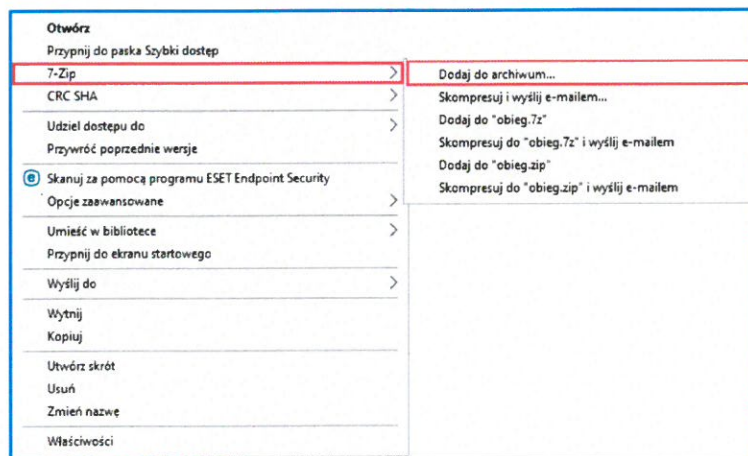 Otwórz
Przypnij do paska Szybki dostęp
7-Zip
CRC SHA
Udziel dostępu do
Przywróć poprzednie wersje
Skanuj za pomocą programu ESET Endpoint Security
Opcje zaawansowane
Umieść w bibliotece
Przypnij do ekranu startowego
Wyślij do
Wytnij
Kopiuj
Utwórz skrót
Usuń
Zmień nazwę
Właściwości
Dodaj do archiwum...
Skompresuj i wyślij e-mailem...
Dodaj do "obieg.7z"
Skompresuj do "obieg.7z" i wyślij e-mailem
Dodaj do "obieg.zip"
Skompresuj do "obieg.zip" i wyślij e-mailem